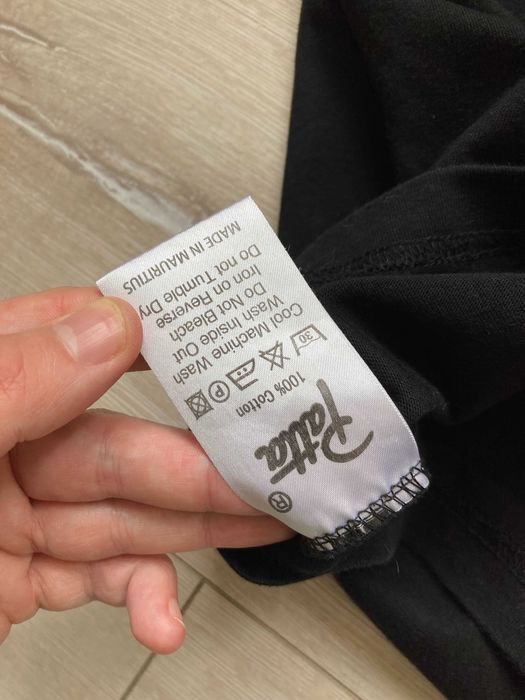 Patta ®
100% Cotton
30 P
Cool Machine Wash
Wash Inside Out
Do Not Bleach
Iron on Reverse
Do not Tumble Dry
MADE IN MAURITIUS